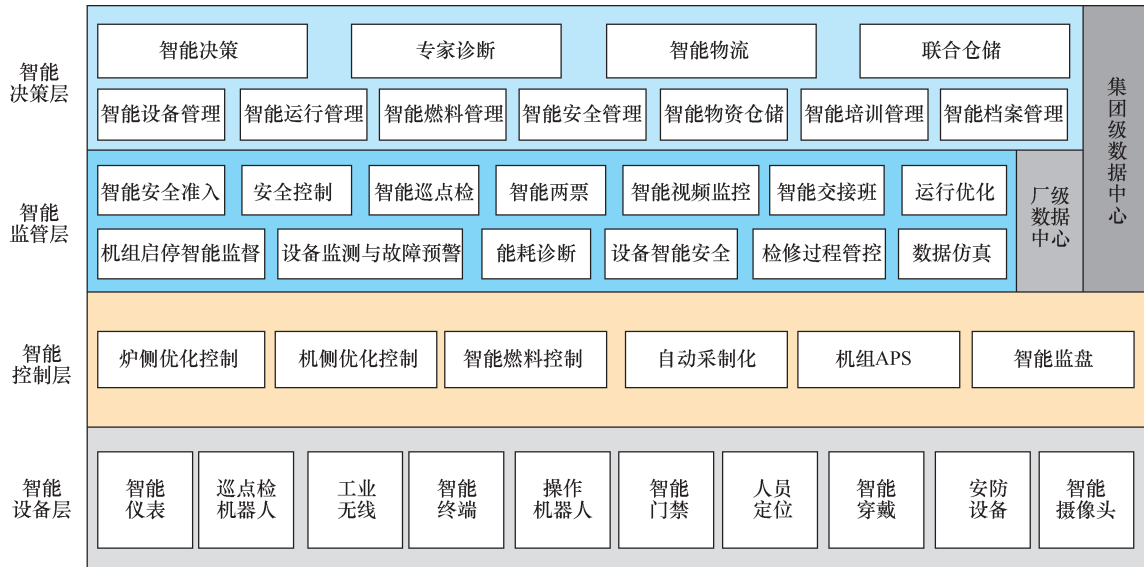 智能
决策层
智能决策
专家诊断
智能物流
联合仓储
智能设备管理
智能运行管理
智能燃料管理
智能安全管理
智能物资仓储
智能培训管理
智能档案管理
集团级数据中心
智能
监管层
智能安全准入
安全控制
智能巡点检
智能两票
智能视频监控
智能交接班
运行优化
机组启停智能监督
设备监测与故障预警
能耗诊断
设备智能安全
检修过程管控
数据仿真
厂级
数据
中心
智能
控制层
炉侧优化控制
机侧优化控制
智能燃料控制
自动采制化
机组APS
智能监盘
智能
设备层
智能
仪表
巡点检
机器人
工业
无线
智能
终端
操作
机器人
智能
门禁
人员
定位
智能
穿戴
安防
设备
智能
摄像头